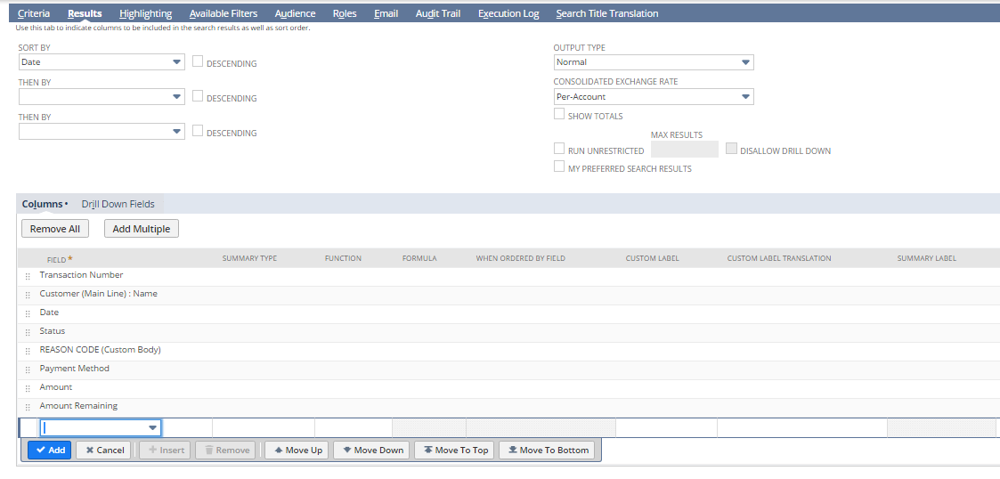 Criteria Results Highlighting Available Filters Audience Roles Email Audit Trail Execution Log Search Title Translation
Use this tab to indicate columns to be included in the search results as well as sort order.
SORT BY
Date
DESCENDING
THEN BY
DESCENDING
THEN BY
DESCENDING
OUTPUT TYPE
Normal
CONSOLIDATED EXCHANGE RATE
Per-Account
SHOW TOTALS
MAX RESULTS
RUN UNRESTRICTED
DISALLOW DRILL DOWN
MY PREFERRED SEARCH RESULTS
Columns • Drill Down Fields
Remove All Add Multiple
FIELD * SUMMARY TYPE FUNCTION FORMULA WHEN ORDERED BY FIELD CUSTOM LABEL CUSTOM LABEL TRANSLATION SUMMARY LABEL
Transaction Number
Customer (Main Line) : Name
Date
Status
REASON CODE (Custom Body)
Payment Method
Amount
Amount Remaining
Add Cancel Insert Remove Move Up Move Down Move To Top Move To Bottom